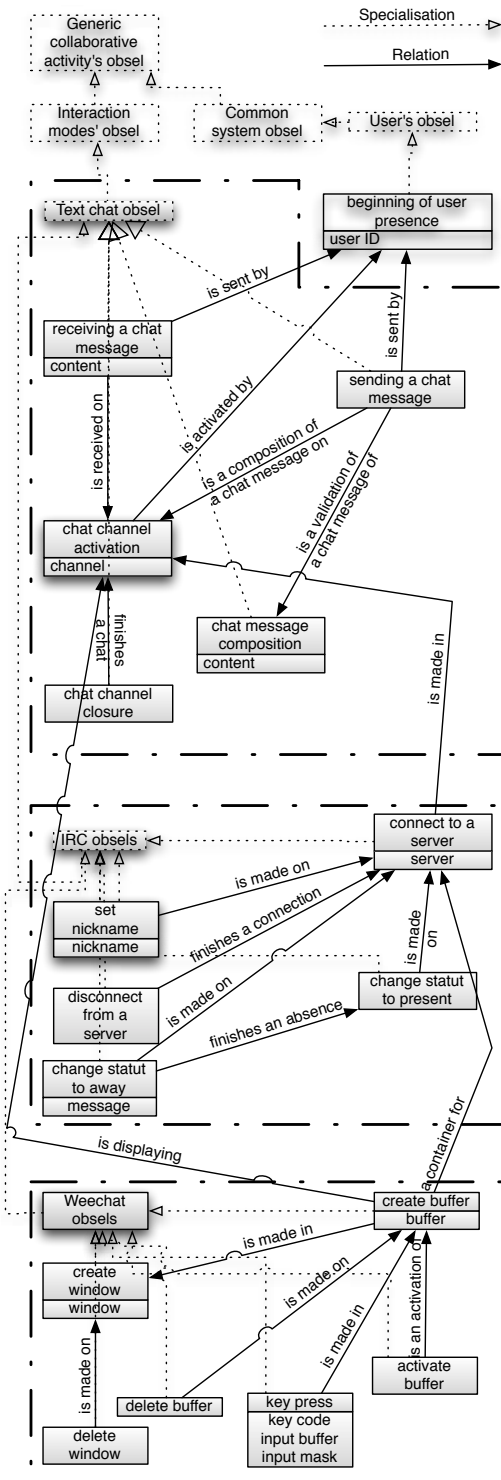 Specialisation
Relation
Generic
collaborative
activity's obsel
Interaction
modes' obsel
Common
system obsel
User's obsel
Text chat obsel
beginning of user
presence
user ID
is sent by
receiving a chat
message
content
is sent by
sending a chat
message
is activated by
is received on
is a composition of
a chat message on
is a validation of
a chat message of
chat channel
activation
channel
finishes
a chat
chat message
composition
content
chat channel
closure
is made in
IRC obsels
connect to a
server
server
is made on
set
nickname
nickname
finishes a connection
is made
on
disconnect
from a
server
is made on
change statut
to present
finishes an absence
change statut
to away
message
is displaying
a container for
Weechat
obsels
create buffer
buffer
is made in
create
window
window
is made on
is made in
is an activation of
is made on
activate
buffer
delete buffer
key press
key code
input buffer
input mask
delete
window